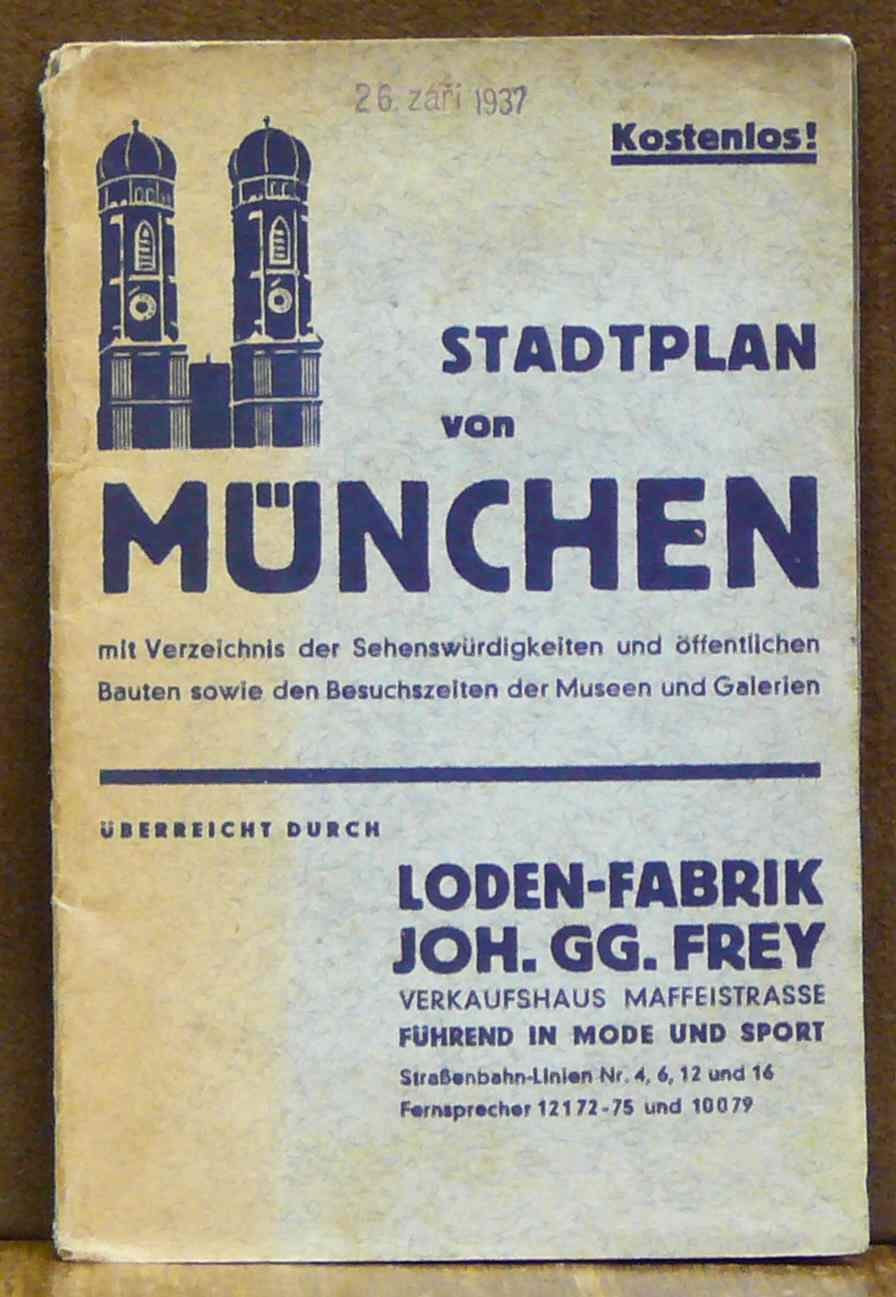 26. září 1937
Kostenlos!
STADTPLAN
von
MÜNCHEN
mit Verzeichnis der Sehenswürdigkeiten und öffentlichen
Bauten sowie den Besuchszeiten der Museen und Galerien
ÜBERREICHT DURCH
LODEN-FABRIK
JOH. GG. FREY
VERKAUFSHAUS MAFFEISTRASSE
FÜHREND IN MODE UND SPORT
Straßenbahn-Linien Nr. 4, 6, 12 und 16
Fernsprecher 12172-75 und 10079